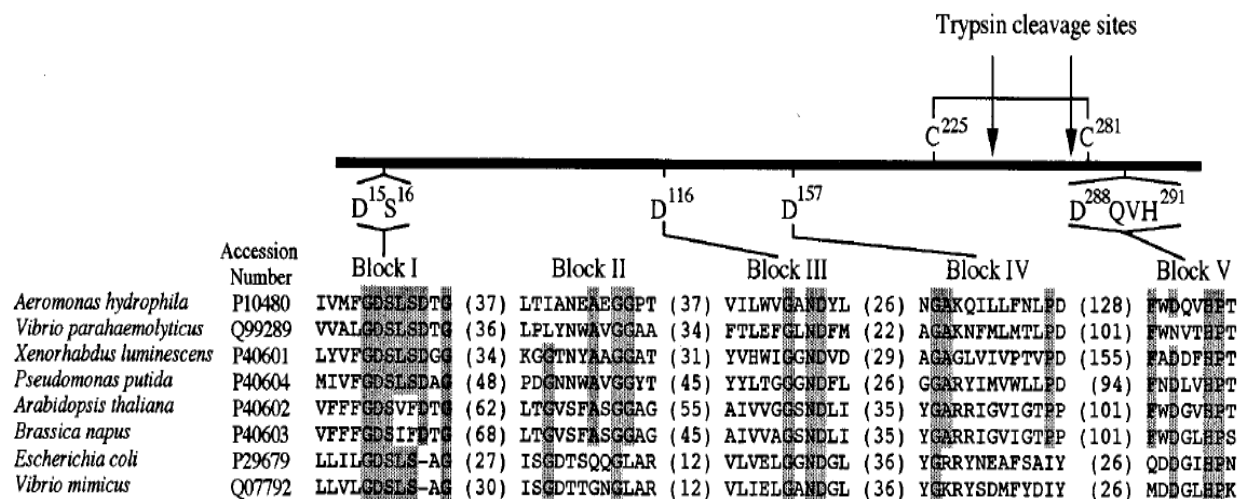 Trypsin cleavage sites
C225 C281
D15S16 D116 D157 D288QVH291
Accession Number
Block I Block II Block III Block IV Block V
Aeromonas hydrophila P10480 IVMFGDSLSDTG (37) LTIANEAEGGPT (37) VILWVGANDYL (26) NGAKQILLFNLPD (128) FWDQVHPT
Vibrio parahaemolyticus Q99289 VVALGDSLSDTG (36) LPLYNWAVGGAA (34) FTLEFGLNDFM (22) AGAKNFMLMTLPD (101) FWNVTHPT
Xenorhabdus luminescens P40601 LYVFGDSLSDGG (34) KGGTNYAAGGAT (31) YVHWIGGNDVD (29) AGAGLVIVPTVPD (155) FADDFHPT
Pseudomonas putida P40604 MIVFGDSLSDAG (48) PDGNNWAVGGYT (45) YYLTGGGNDFL (26) GGARYIMVWLLPD (94) FNDLVHPT
Arabidopsis thaliana P40602 VFFFGDSVFDTG (62) LTGVSFASGGAG (55) AIVVGGSNDLI (35) YGARRIGVIGTPP (101) FWDGVHPT
Brassica napus P40603 VFFFGDSIFDTG (68) LTGVSFASGGAG (45) AIVVAGSNDLI (35) YGARRIGVIGTPP (101) FWDGLHPS
Escherichia coli P29679 LLILGDSLS-AG (27) ISGDTSQQGLAR (12) VLVELGGNDGL (36) YGRRYNEAFSAIY (26) QDDGIHPN
Vibrio mimicus Q07792 LLVLGDSLS-AG (30) ISGDTTGNGLAR (12) VLIELGANDGL (36) YGKRYSDMFYDIY (26) MDDGLHPK